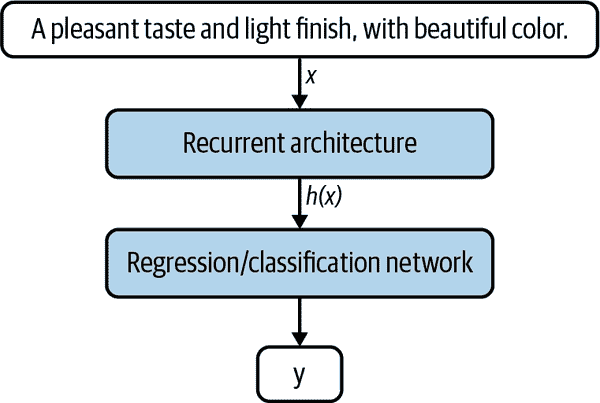 A pleasant taste and light finish, with beautiful color.
x
Recurrent architecture
h(x)
Regression/classification network
y